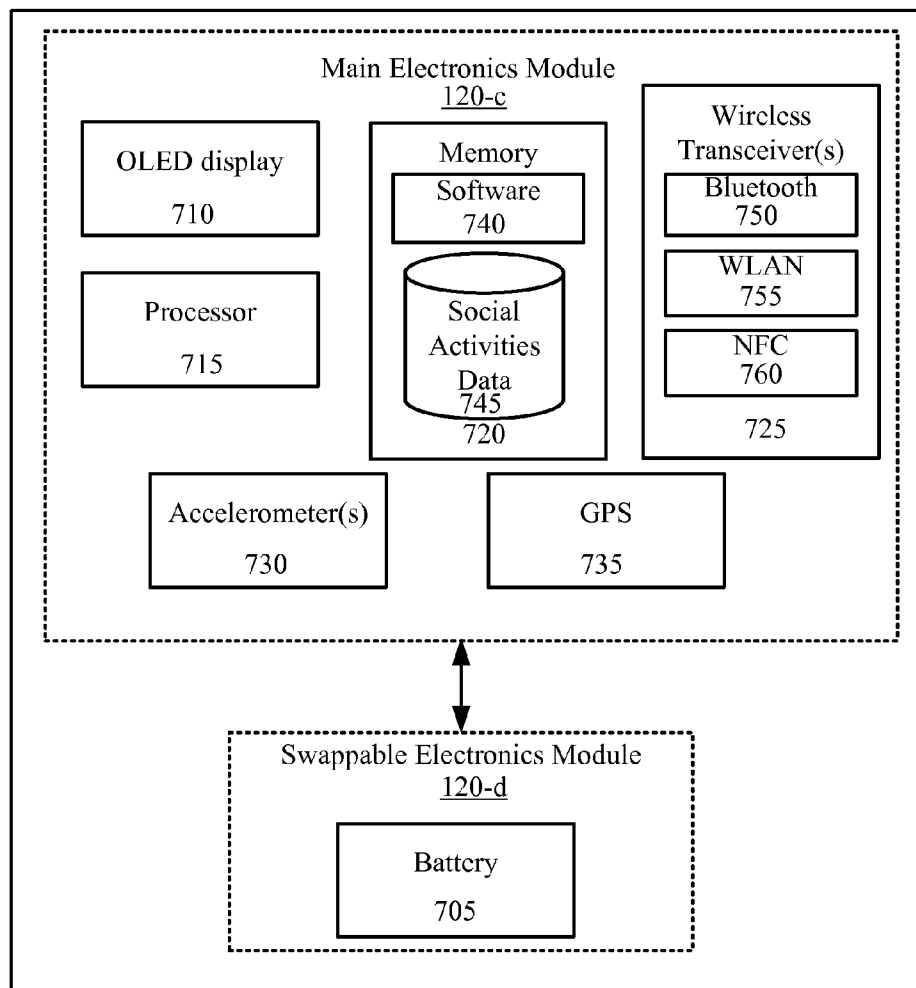 Main Electronics Module
120-c
OLED display
710
Processor
715
Memory
Software
740
Social
Activities
Data
745
720
Wireless
Transceiver(s)
Bluetooth
750
WLAN
755
NFC
760
725
Accelerometer(s)
730
GPS
735
Swappable Electronics Module
120-d
Battery
705